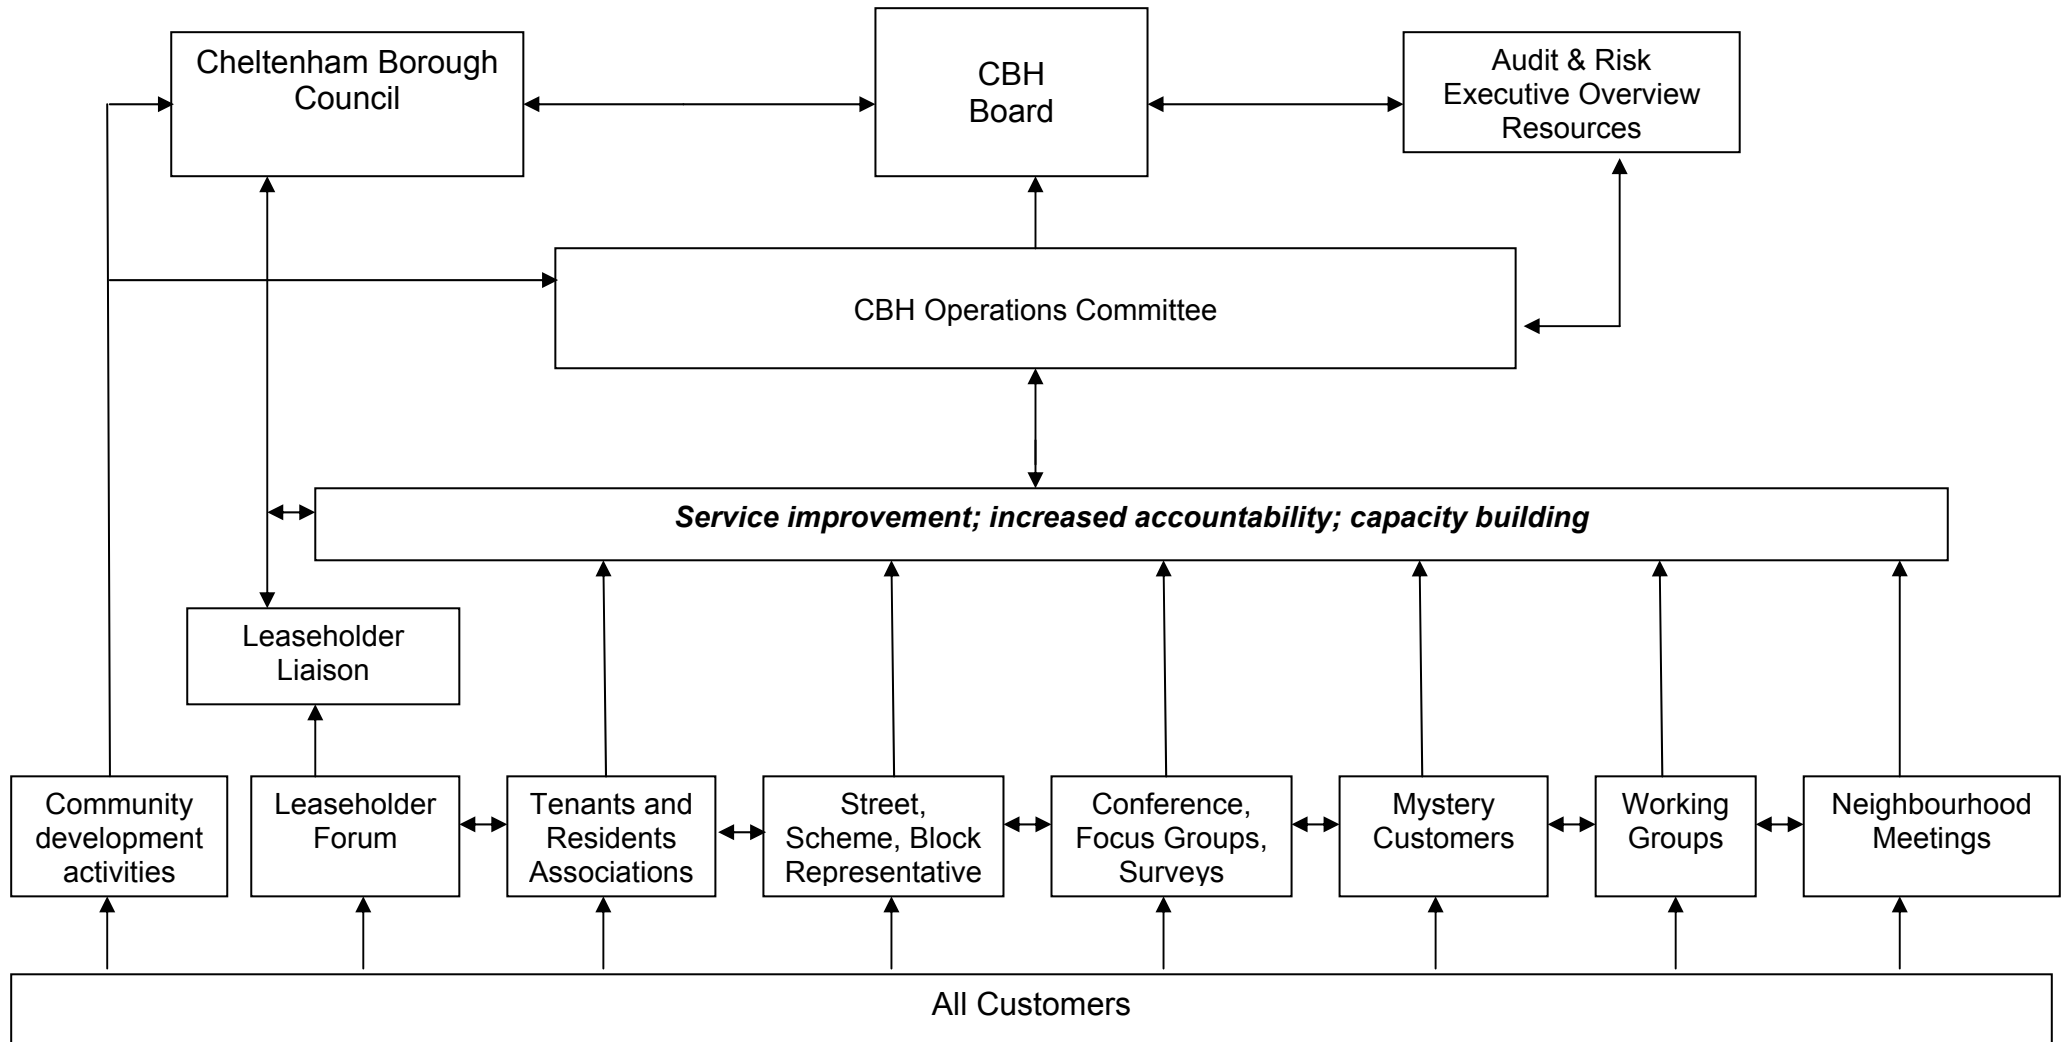 Cheltenham Borough
Council
CBH
Board
Audit & Risk
Executive Overview
Resources
CBH Operations Committee
Service improvement; increased accountability; capacity building
Leaseholder
Liaison
Community
development
activities
Leaseholder
Forum
Tenants and
Residents
Associations
Street,
Scheme, Block
Representative
Conference,
Focus Groups,
Surveys
Mystery
Customers
Working
Groups
Neighbourhood
Meetings
All Customers